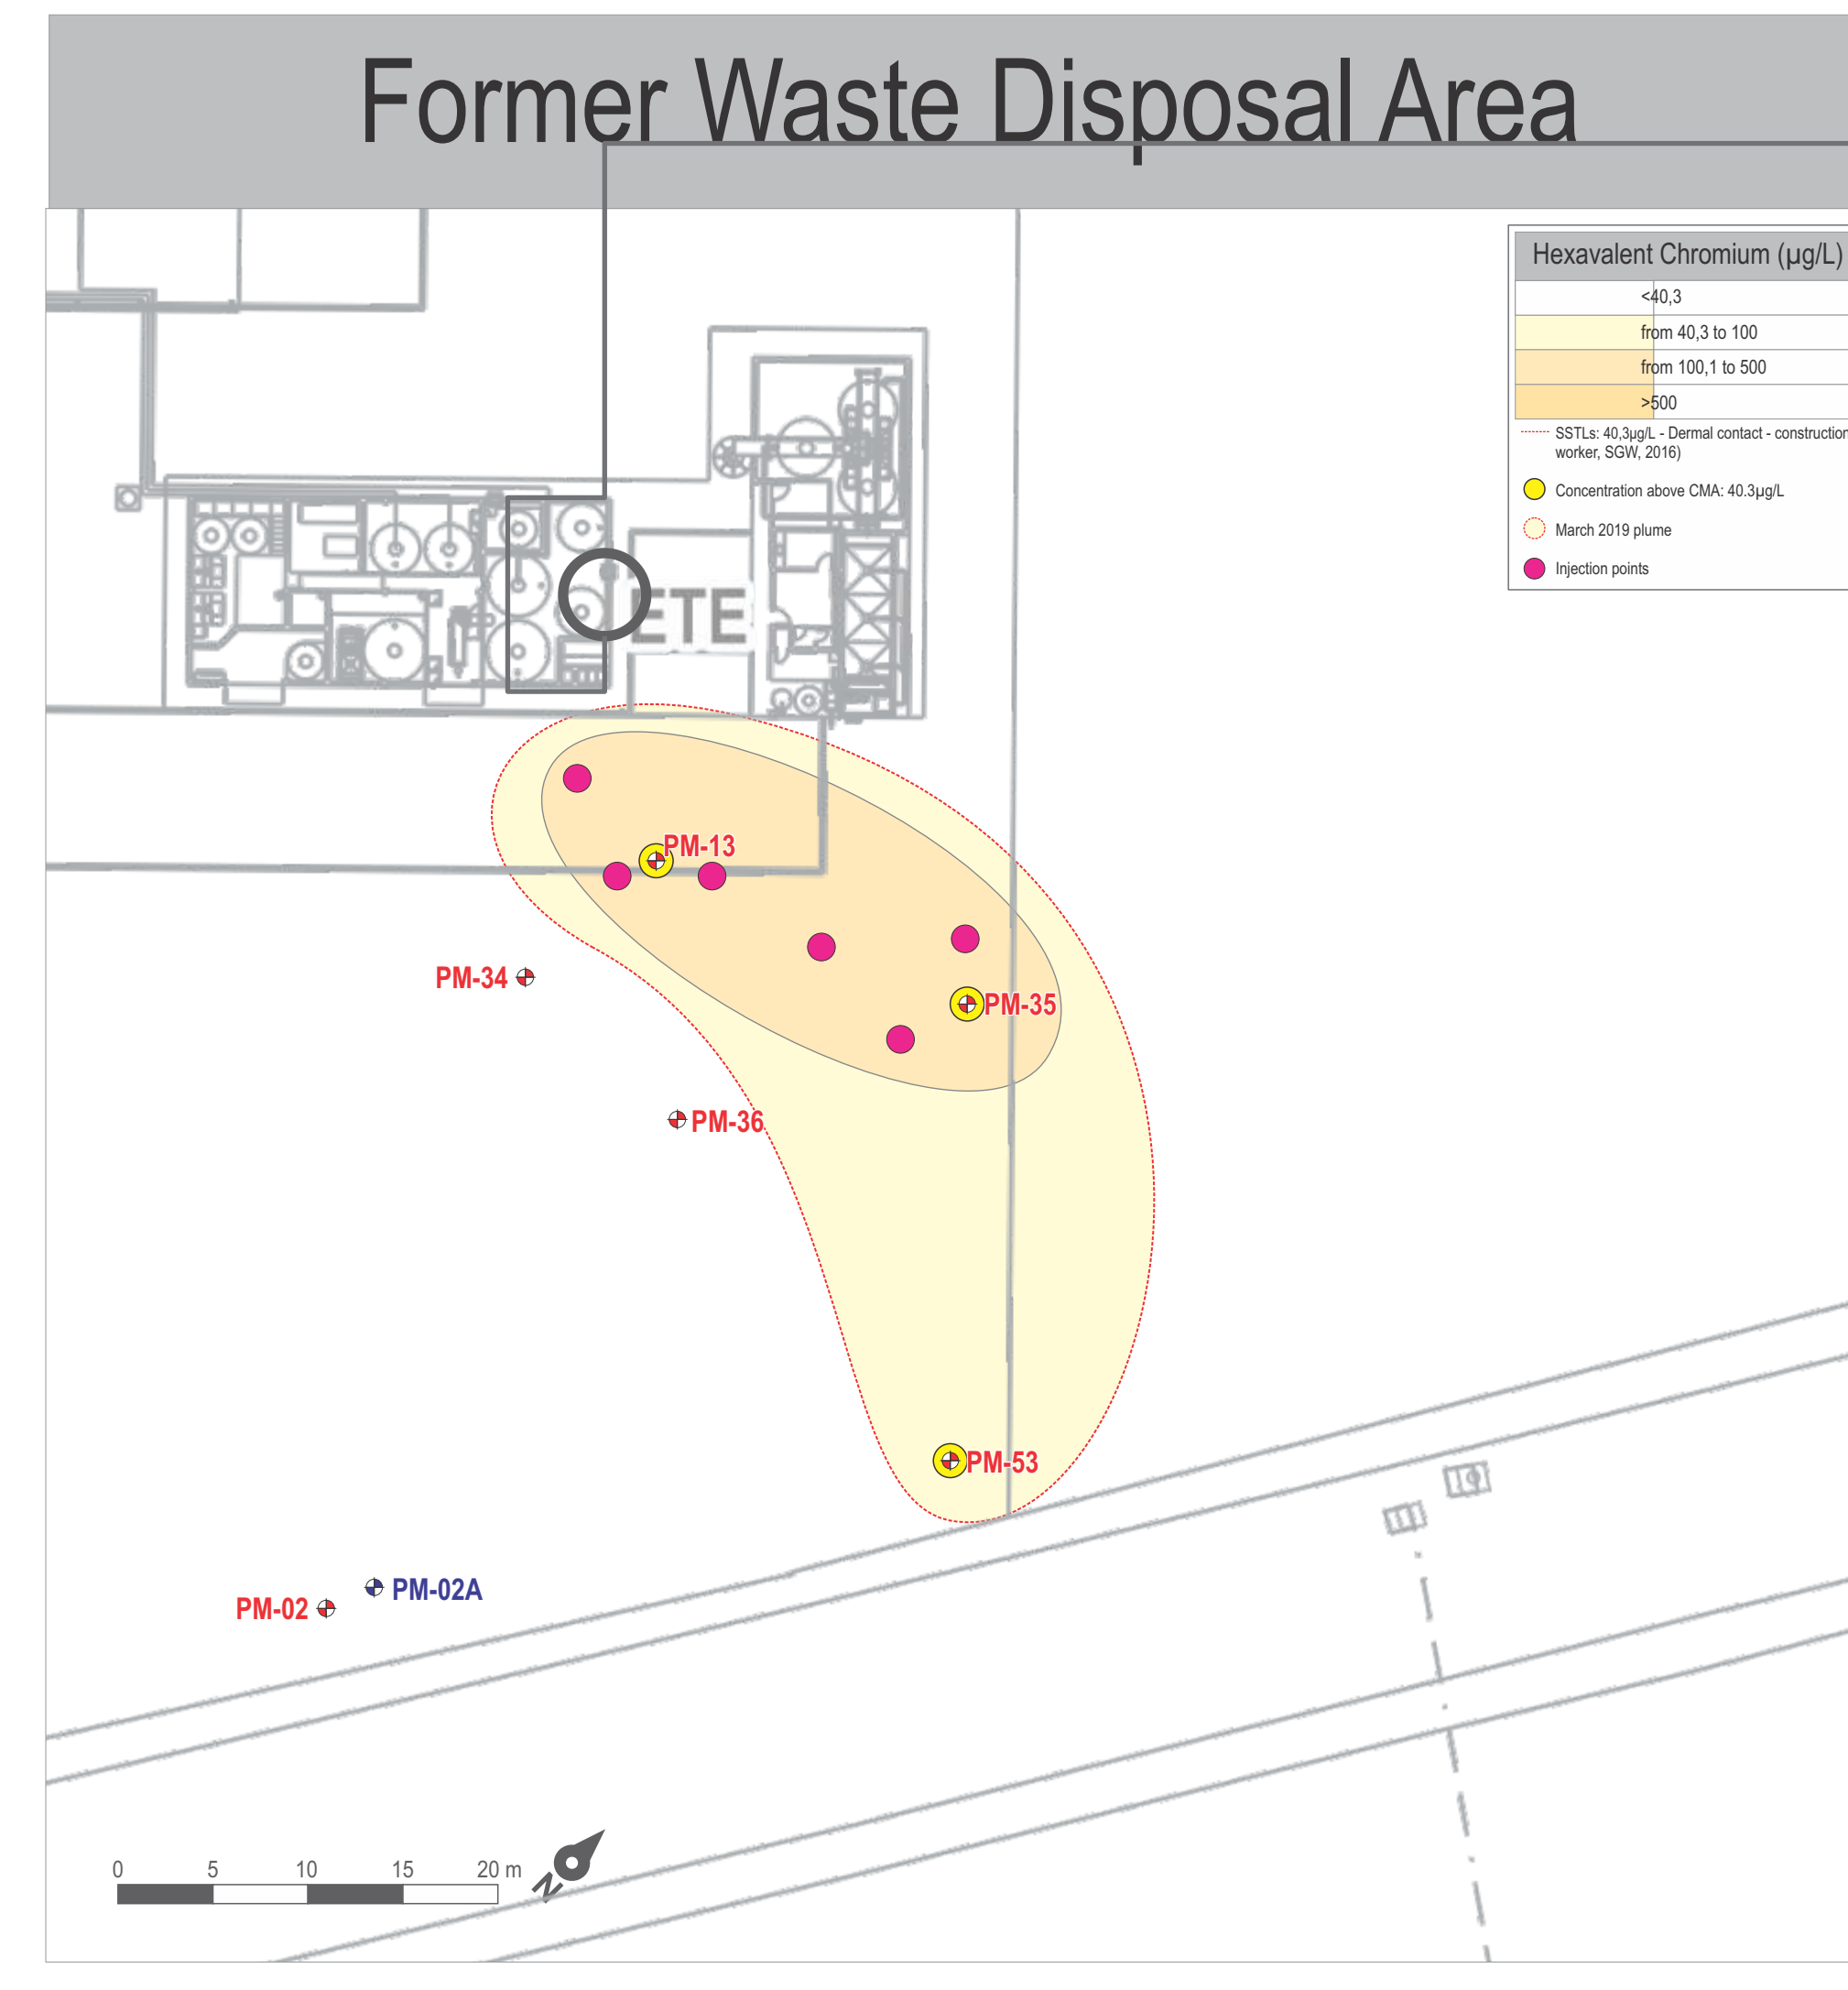 Former Waste Disposal Area
Hexavalent Chromium (µg/L)
<40,3
from 40,3 to 100
from 100,1 to 500
>500
SSTLs: 40,3µg/L - Dermal contact - construction
worker, SGW, 2016)
Concentration above CMA: 40.3µg/L
March 2019 plume
Injection points
ETE
PM-13
PM-34
PM-35
PM-36
PM-53
PM-02A
PM-02
0 5 10 15 20 m
N